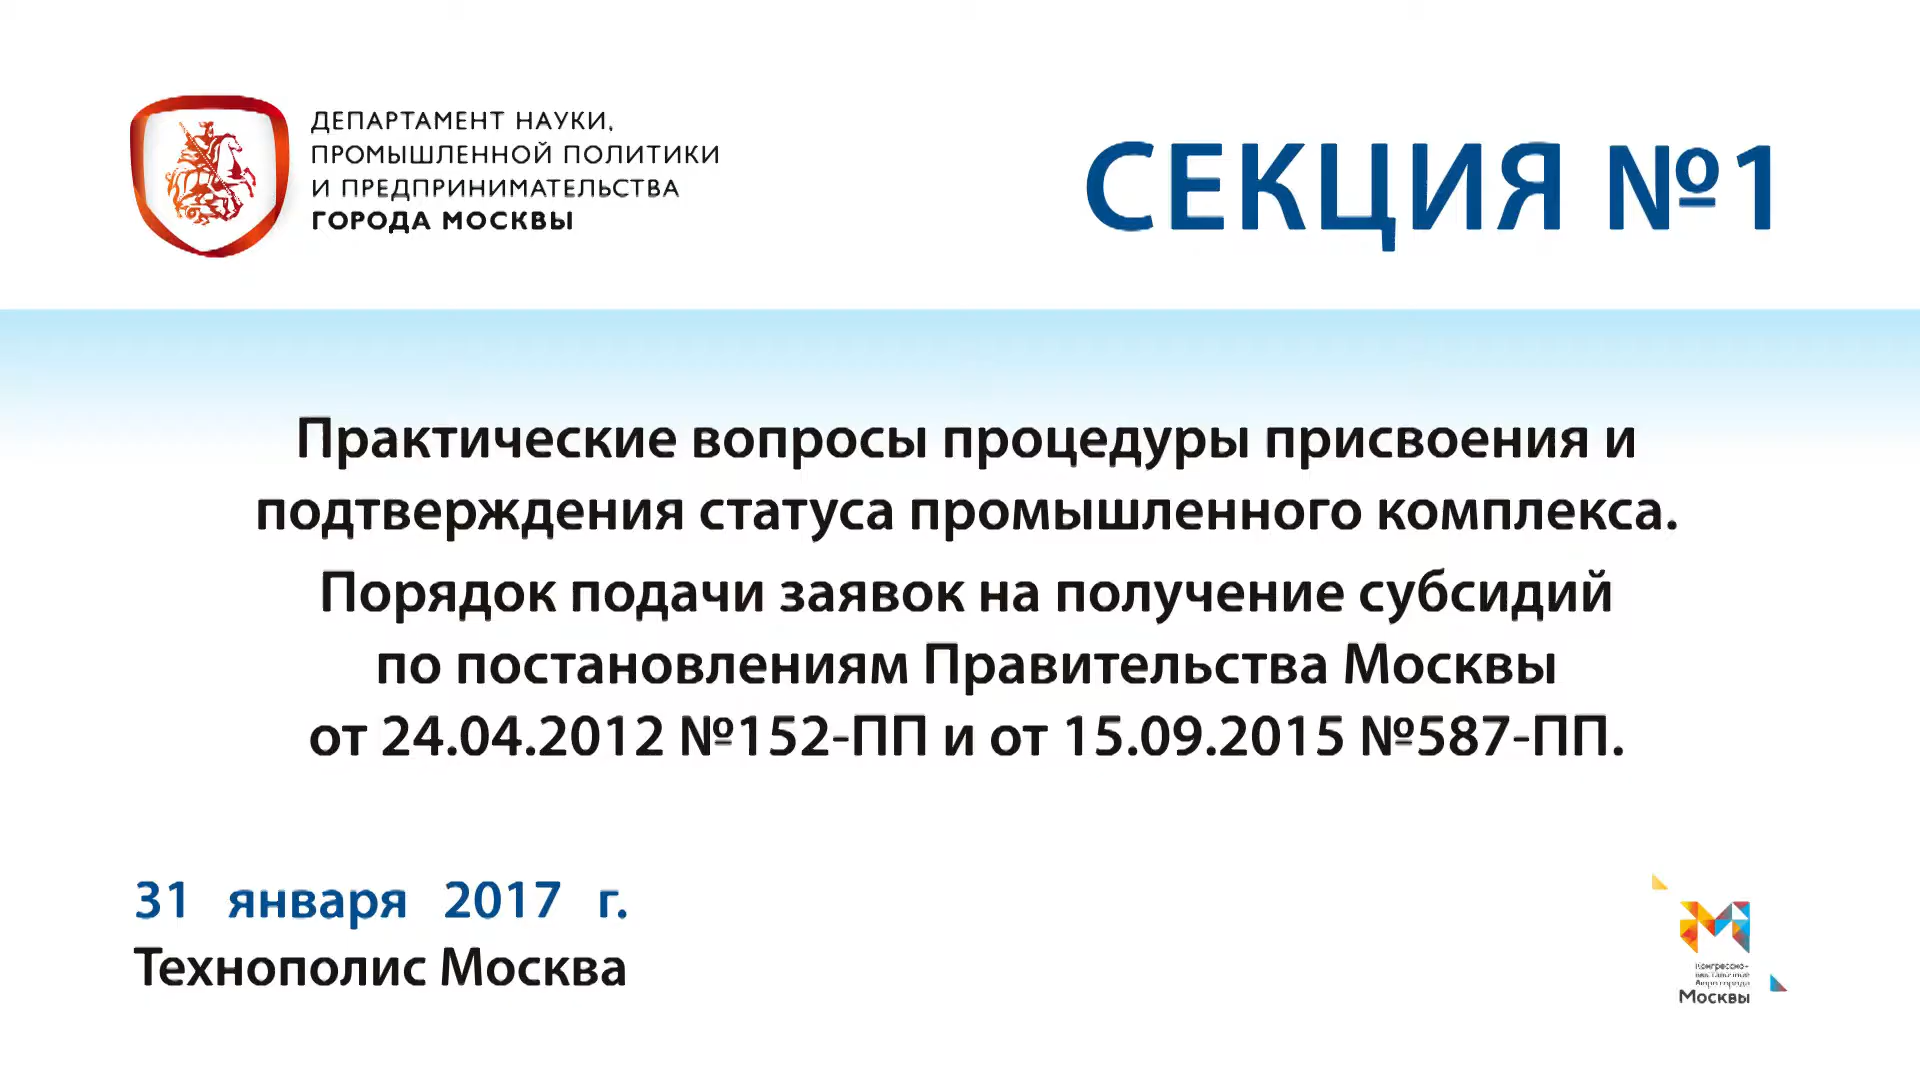 ДЕПАРТАМЕНТ НАУКИ,
ПРОМЫШЛЕННОЙ ПОЛИТИКИ
И ПРЕДПРИНИМАТЕЛЬСТВА
ГОРОДА МОСКВЫ
СЕКЦИЯ №1
Практические вопросы процедуры присвоения и
подтверждения статуса промышленного комплекса.
Порядок подачи заявок на получение субсидий
по постановлениям Правительства Москвы
от 24.04.2012 №152-ПП и от 15.09.2015 №587-ПП.
31 января 2017 г.
Технополис Москва
Конгрессно-
города
Москвы